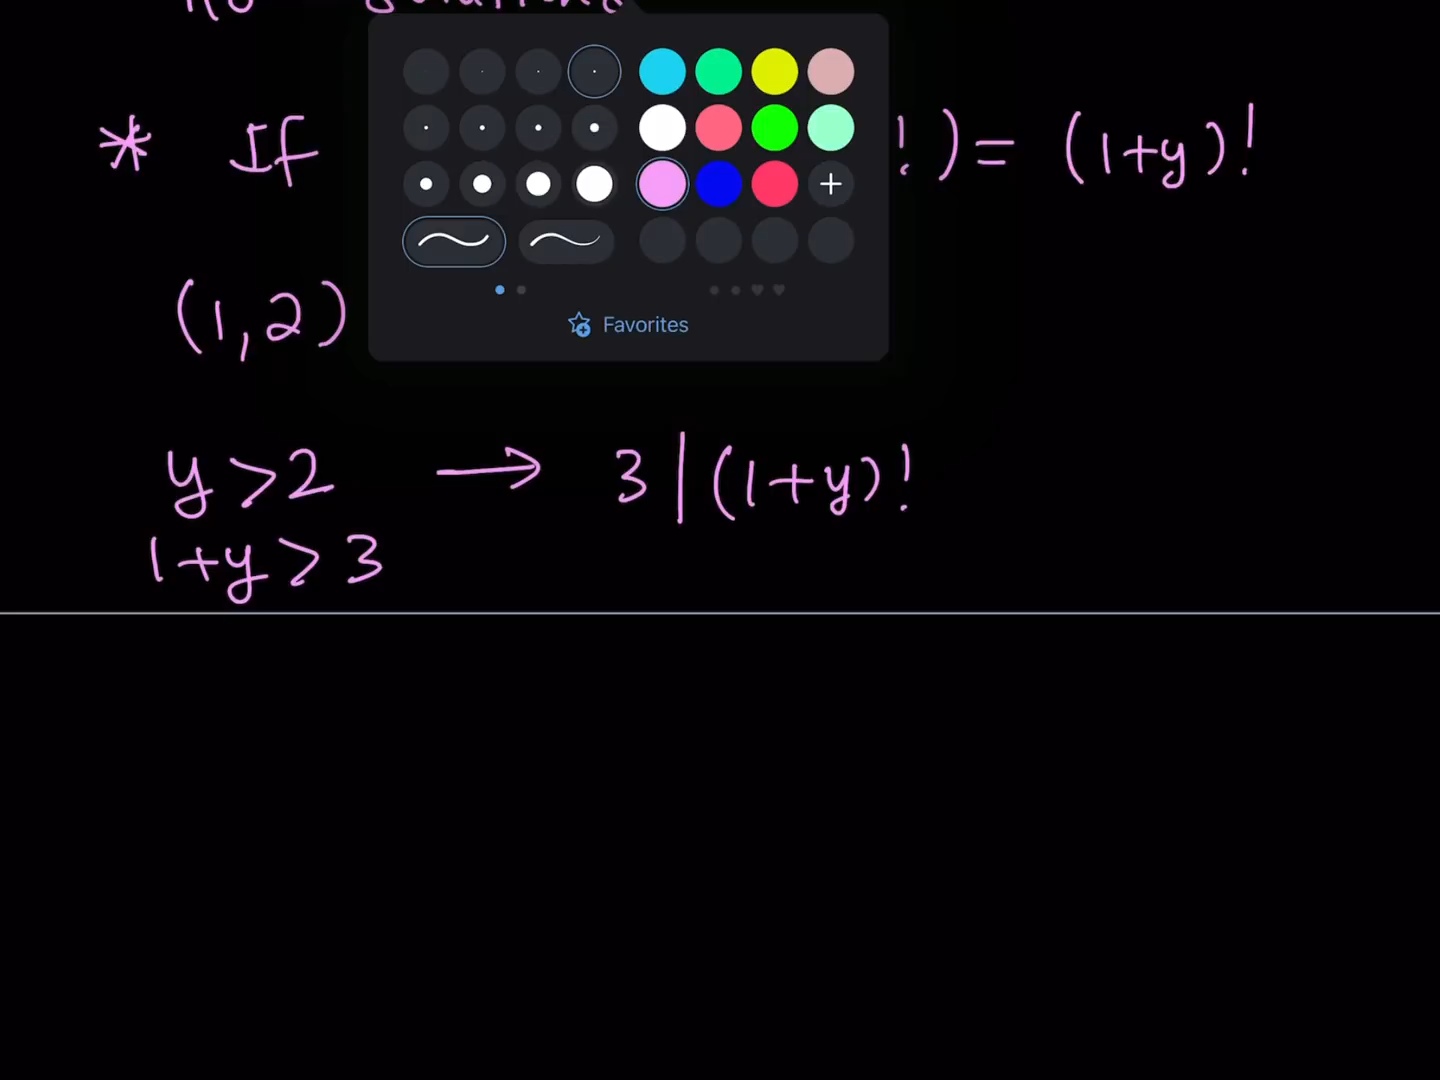 * If !) = (1+y)!
(1,2)
Favorites
y>2 → 3 | (1+y)!
1+y>3